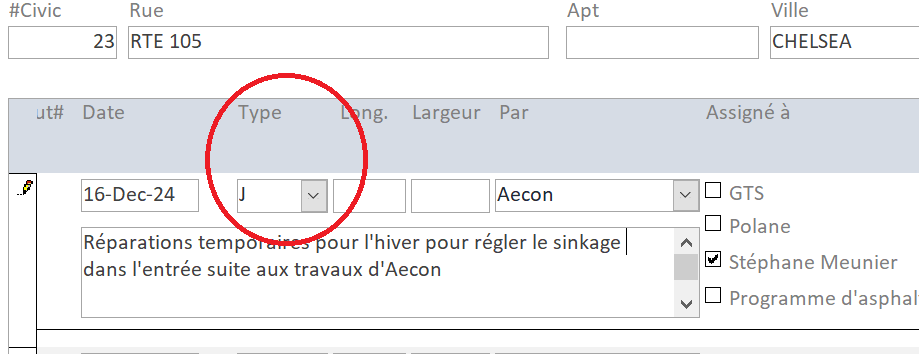 #Civic Rue Apt Ville
23 RTE 105 CHELSEA
ut# Date Type Long. Largeur Par Assigné à
16-Dec-24 J Aecon GTS
Polane
Réparations temporaires pour l'hiver pour régler le sinkage
dans l'entrée suite aux travaux d'Aecon
Stéphane Meunier
Programme d'asphal